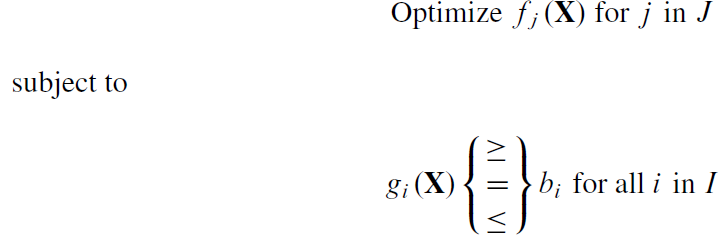 Optimize f_j(X) for j in J
subject to
g_i(X) { ≥ = ≤ } b_i for all i in I